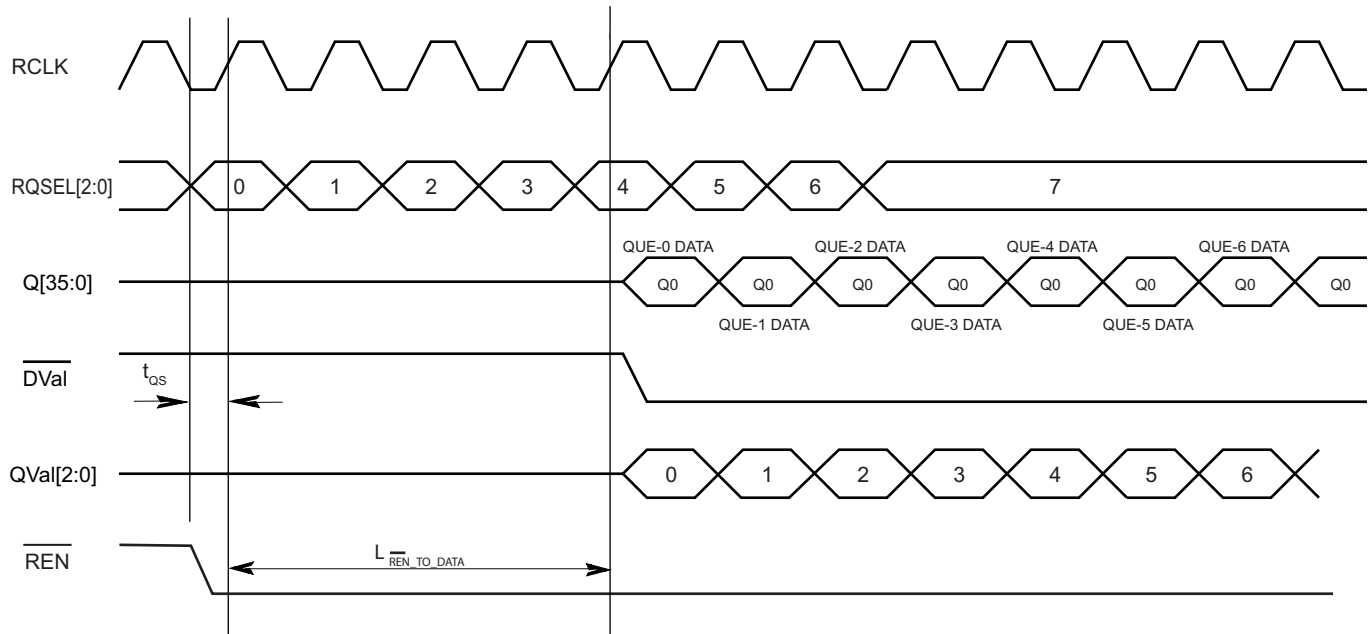 RCLK
RQSEL[2:0] 0 1 2 3 4 5 6 7
QUE-0 DATA QUE-2 DATA QUE-4 DATA QUE-6 DATA
Q[35:0] Q0 Q0 Q0 Q0 Q0 Q0 Q0 Q0
QUE-1 DATA QUE-3 DATA QUE-5 DATA
DVal
tQS
QVal[2:0] 0 1 2 3 4 5 6
REN
L REN_TO_DATA